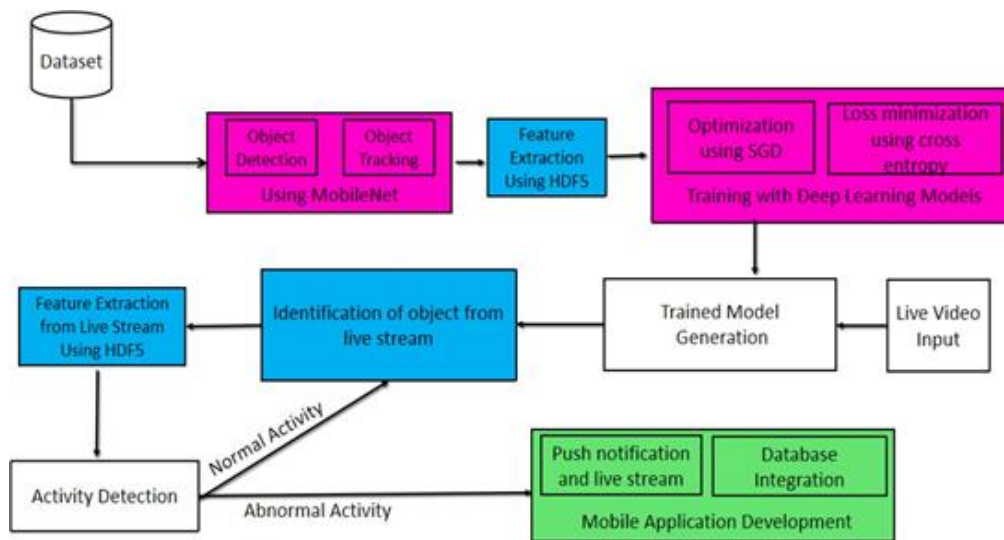 Dataset
Object
Detection
Object
Tracking
Using MobileNet
Feature
Extraction
Using HDF5
Optimization
using SGD
Loss minimization
using cross
entropy
Training with Deep Learning Models
Feature Extraction
from Live Stream
Using HDF5
Identification of object from
live stream
Trained Model
Generation
Live Video
Input
Normal Activity
Activity Detection
Abnormal Activity
Push notification
and live stream
Database
Integration
Mobile Application Development